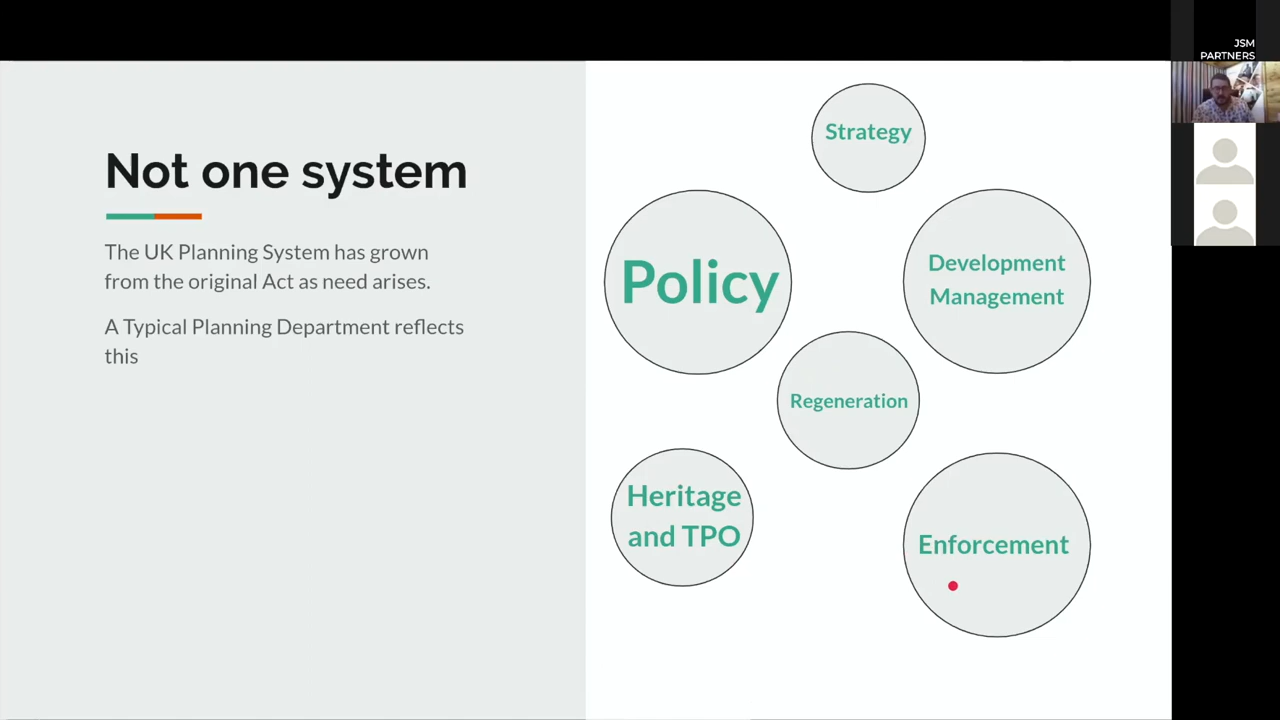 Not one system
The UK Planning System has grown
from the original Act as need arises.
A Typical Planning Department reflects
this
Strategy
Policy
Development
Management
Regeneration
Heritage
and TPO
Enforcement
JSM
PARTNERS